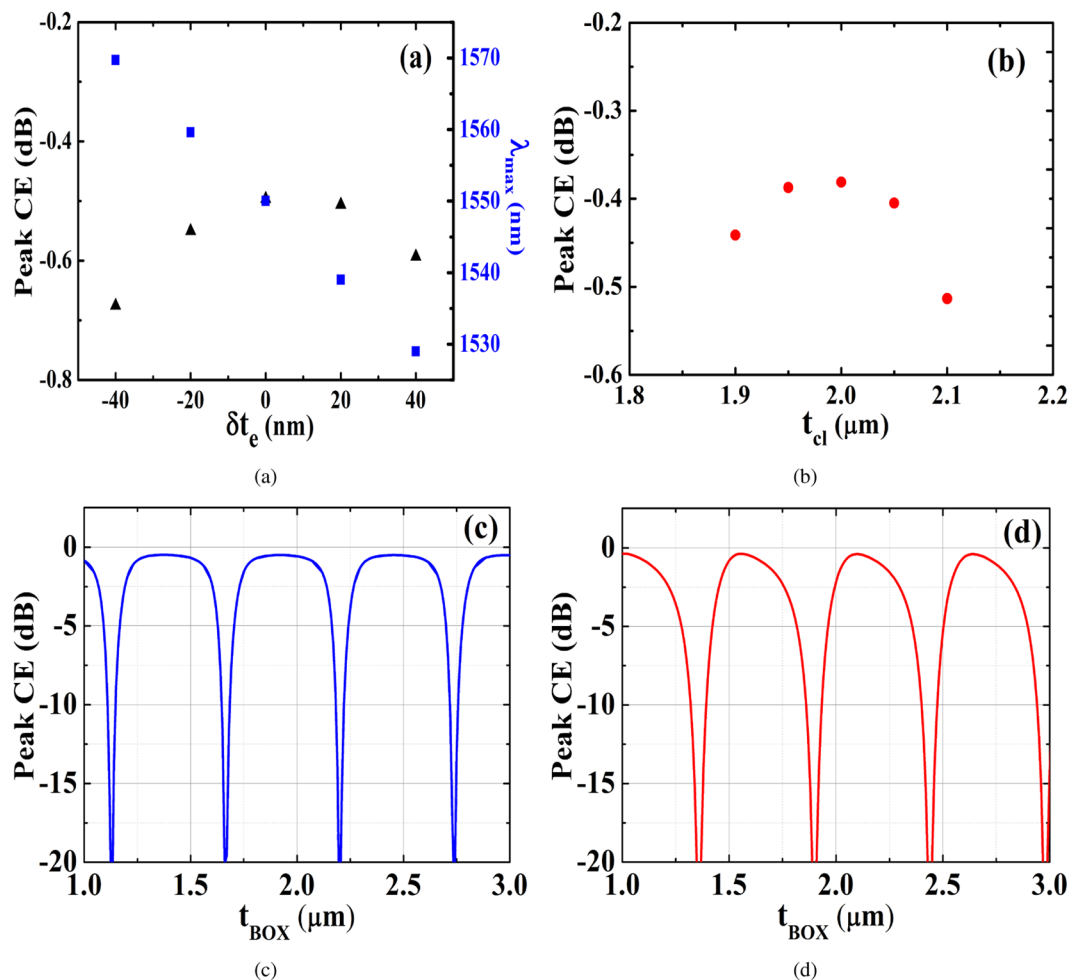 (a)
Peak CE (dB)
-0.2
-0.4
-0.6
-0.8
1570
1560
1550
1540
1530
λmax (nm)
-40 -20 0 20 40
δte (nm)
(a)
(b)
Peak CE (dB)
-0.2
-0.3
-0.4
-0.5
-0.6
1.8 1.9 2.0 2.1 2.2
tcl (μm)
(b)
(c)
Peak CE (dB)
0
-5
-10
-15
-20
1.0 1.5 2.0 2.5 3.0
tBOX (μm)
(c)
(d)
Peak CE (dB)
0
-5
-10
-15
-20
1.0 1.5 2.0 2.5 3.0
tBOX (μm)
(d)